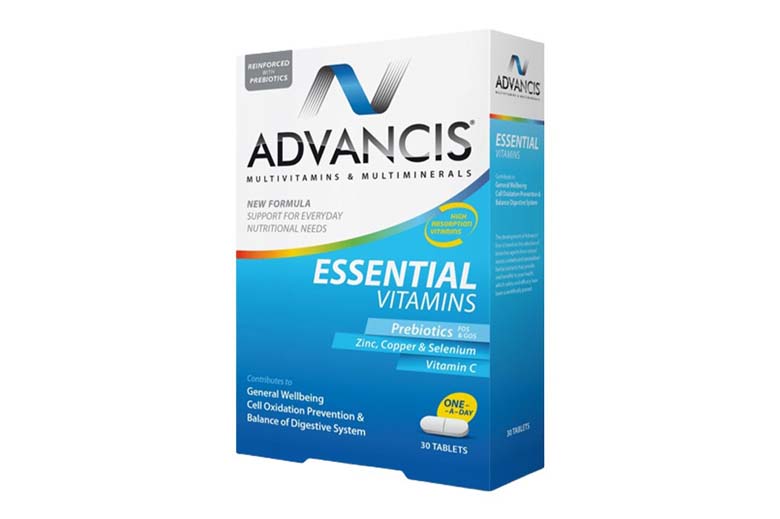 REINFORCED
WITH
PREBIOTICS
ADVANCIS®
MULTIVITAMINS & MULTIMINERALS
NEW FORMULA
SUPPORT FOR EVERYDAY
NUTRITIONAL NEEDS
HIGH
ABSORPTION
VITAMINS
ESSENTIAL
VITAMINS
Prebiotics FOS
& GOS
Zinc, Copper & Selenium
Vitamin C
Contributes to
General Wellbeing
Cell Oxidation Prevention &
Balance of Digestive System
ONE-
-A-DAY
30 TABLETS
ADVANCIS
MULTIVITAMINS & MULTIMINERALS
ESSENTIAL
VITAMINS
Contributes to
General Wellbeing
Cell Oxidation Prevention &
Balance Digestive System
30 TABLETS